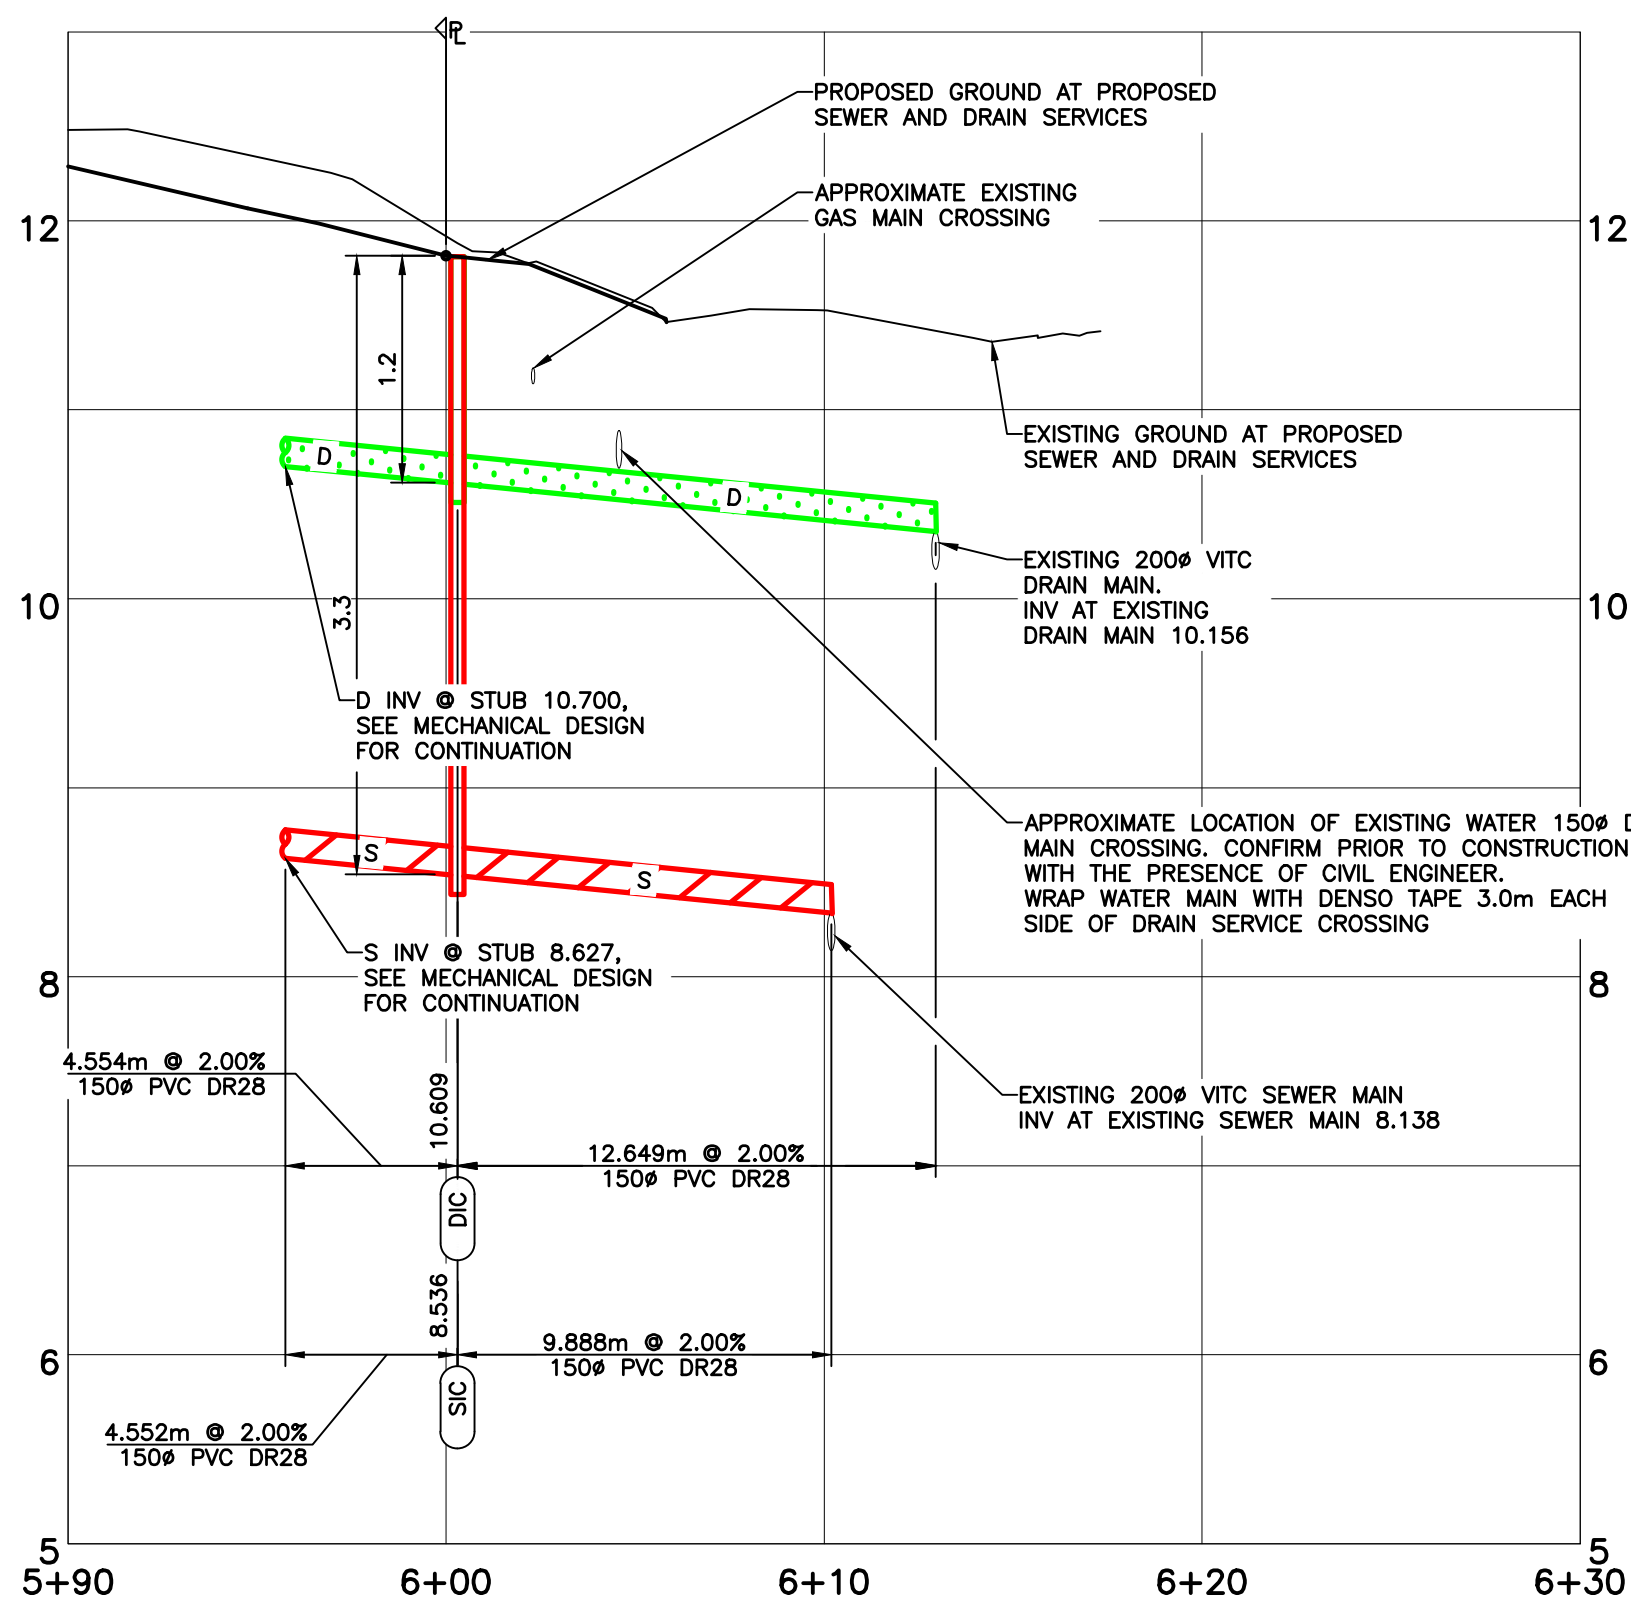 PL
PROPOSED GROUND AT PROPOSED
SEWER AND DRAIN SERVICES
APPROXIMATE EXISTING
GAS MAIN CROSSING
12
12
1.2
3.3
D
D
EXISTING GROUND AT PROPOSED
SEWER AND DRAIN SERVICES
EXISTING 200ø VITC
DRAIN MAIN.
INV AT EXISTING
DRAIN MAIN 10.156
10
10
D INV @ STUB 10.700,
SEE MECHANICAL DESIGN
FOR CONTINUATION
APPROXIMATE LOCATION OF EXISTING WATER 150ø D
MAIN CROSSING. CONFIRM PRIOR TO CONSTRUCTION
WITH THE PRESENCE OF CIVIL ENGINEER.
WRAP WATER MAIN WITH DENSO TAPE 3.0m EACH
SIDE OF DRAIN SERVICE CROSSING
S
S
S INV @ STUB 8.627,
SEE MECHANICAL DESIGN
FOR CONTINUATION
8
8
4.554m @ 2.00%
150ø PVC DR28
10.609
EXISTING 200ø VITC SEWER MAIN
INV AT EXISTING SEWER MAIN 8.138
12.649m @ 2.00%
150ø PVC DR28
DIC
8.536
9.888m @ 2.00%
150ø PVC DR28
6
6
SIC
4.552m @ 2.00%
150ø PVC DR28
5
5
5+90
6+00
6+10
6+20
6+30